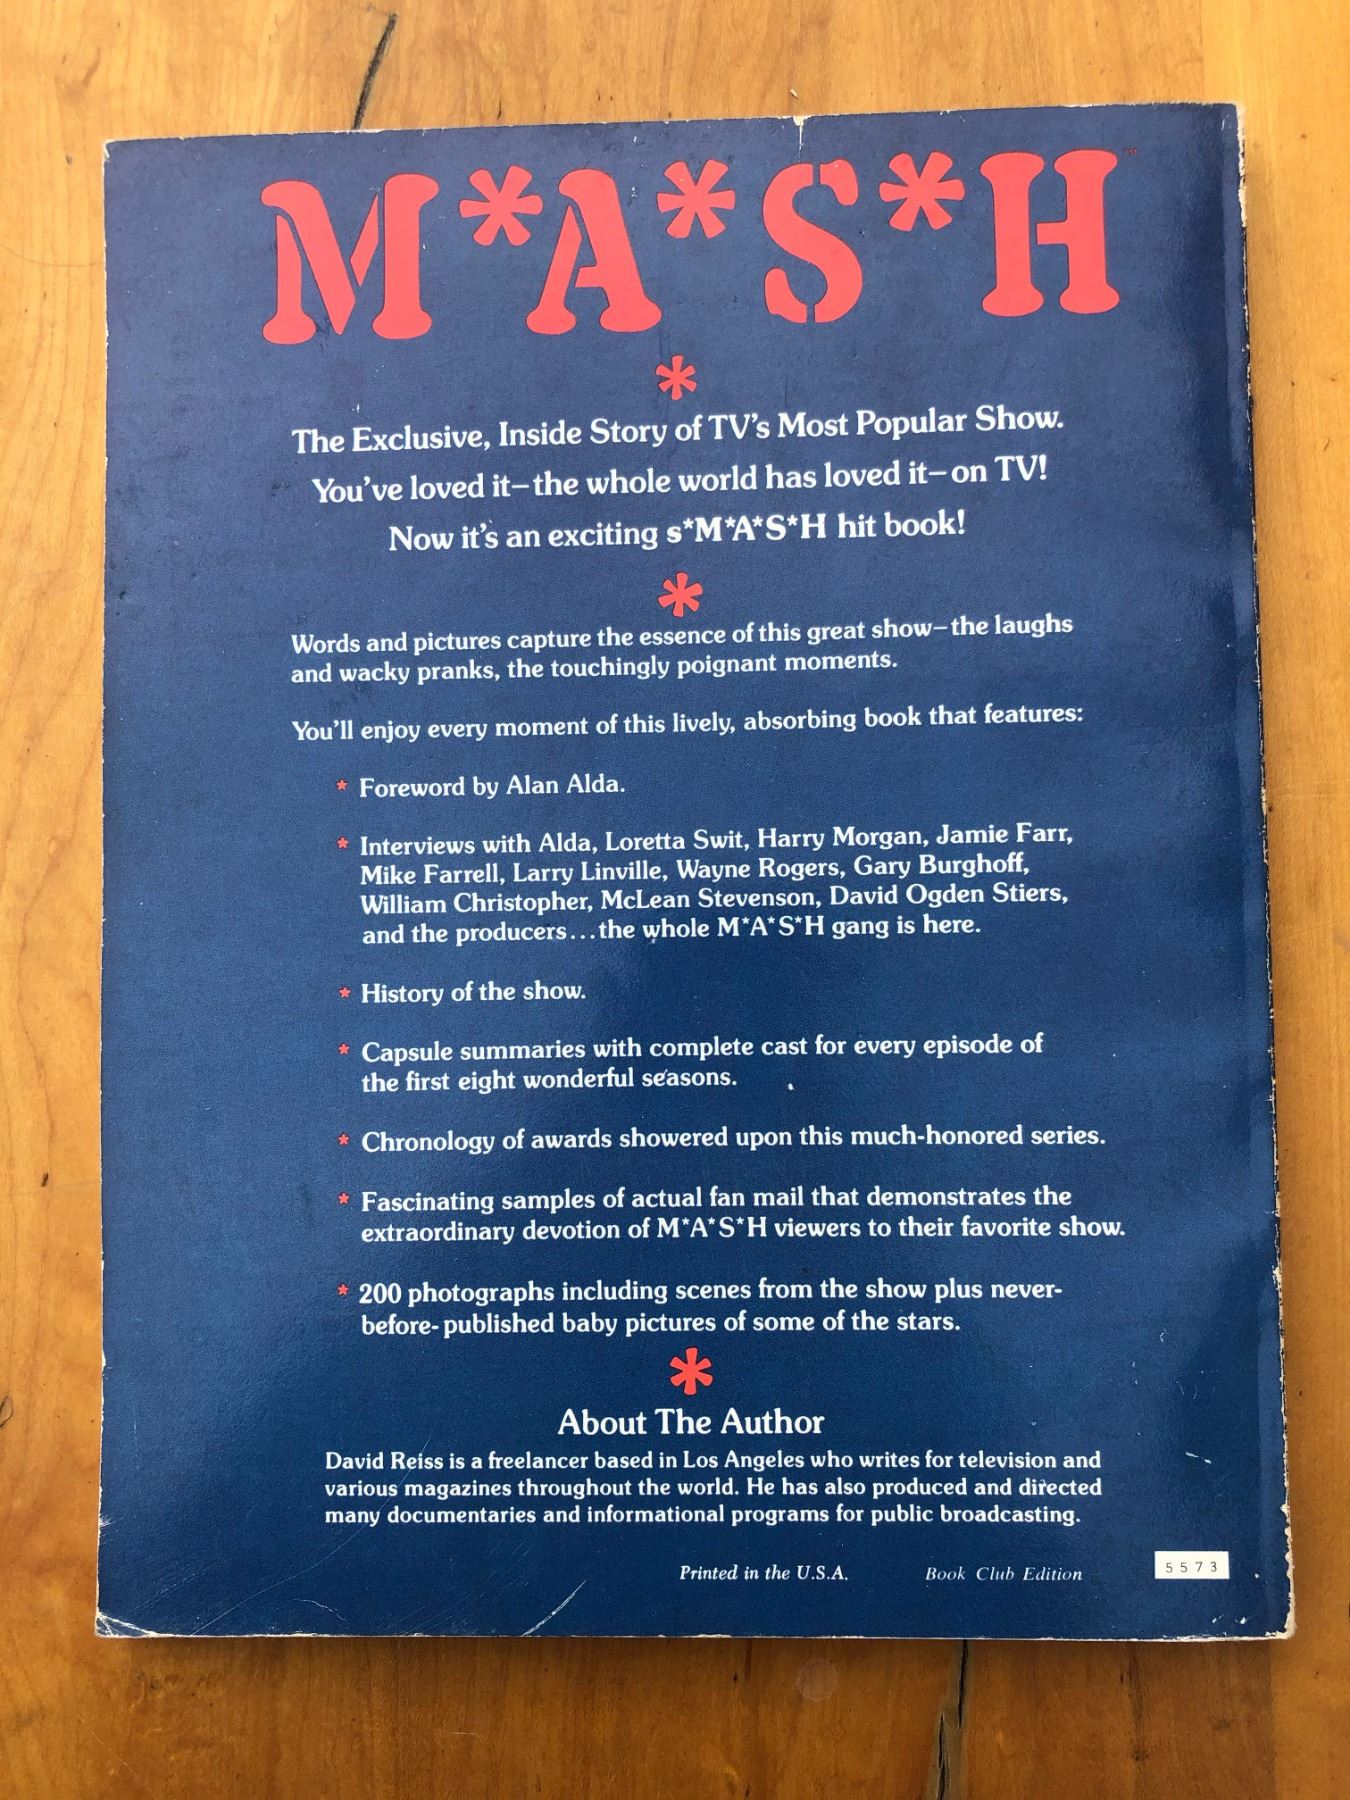 M*A*S*H™
*
The Exclusive, Inside Story of TV's Most Popular Show.
You've loved it–the whole world has loved it–on TV!
Now it's an exciting s*M*A*S*H hit book!
*
Words and pictures capture the essence of this great show–the laughs
and wacky pranks, the touchingly poignant moments.
You'll enjoy every moment of this lively, absorbing book that features:
* Foreword by Alan Alda.
* Interviews with Alda, Loretta Swit, Harry Morgan, Jamie Farr,
Mike Farrell, Larry Linville, Wayne Rogers, Gary Burghoff,
William Christopher, McLean Stevenson, David Ogden Stiers,
and the producers...the whole M*A*S*H gang is here.
* History of the show.
* Capsule summaries with complete cast for every episode of
the first eight wonderful seasons.
* Chronology of awards showered upon this much-honored series.
* Fascinating samples of actual fan mail that demonstrates the
extraordinary devotion of M*A*S*H viewers to their favorite show.
* 200 photographs including scenes from the show plus never-
before-published baby pictures of some of the stars.
*
About The Author
David Reiss is a freelancer based in Los Angeles who writes for television and
various magazines throughout the world. He has also produced and directed
many documentaries and informational programs for public broadcasting.
Printed in the U.S.A. Book Club Edition 5573